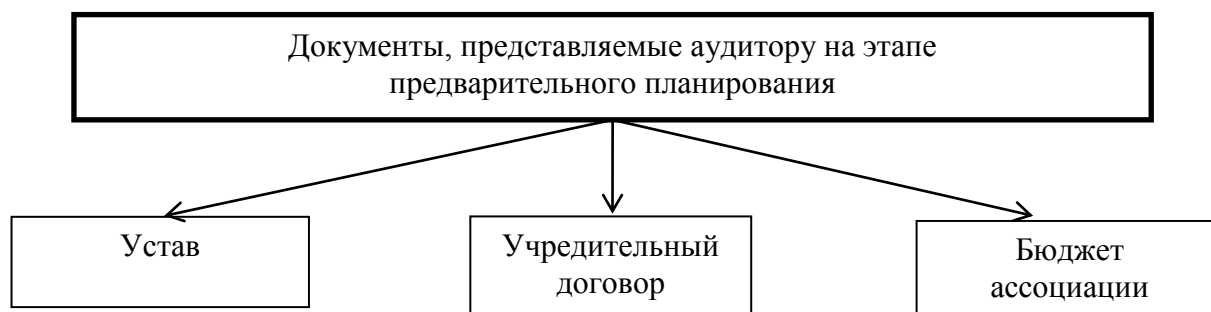 Документы, представляемые аудитору на этапе
предварительного планирования
Устав
Учредительный
договор
Бюджет
ассоциации